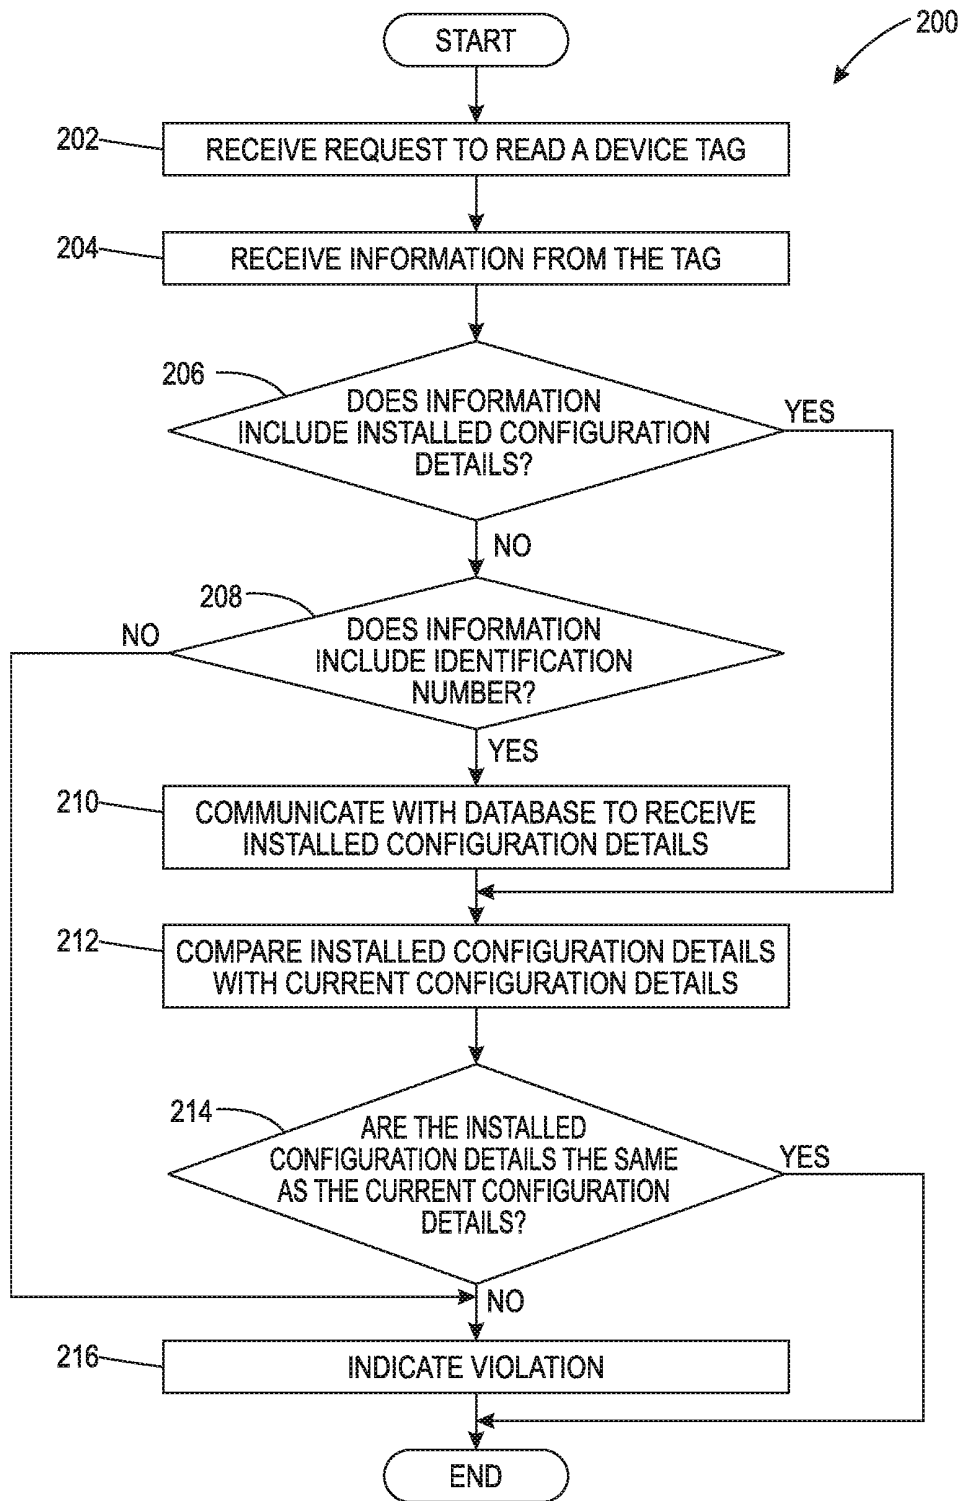 200
START
202
RECEIVE REQUEST TO READ A DEVICE TAG
204
RECEIVE INFORMATION FROM THE TAG
206
DOES INFORMATION
INCLUDE INSTALLED CONFIGURATION
DETAILS?
YES
NO
208
DOES INFORMATION
INCLUDE IDENTIFICATION
NUMBER?
NO
YES
210
COMMUNICATE WITH DATABASE TO RECEIVE
INSTALLED CONFIGURATION DETAILS
212
COMPARE INSTALLED CONFIGURATION DETAILS
WITH CURRENT CONFIGURATION DETAILS
214
ARE THE INSTALLED
CONFIGURATION DETAILS THE SAME
AS THE CURRENT CONFIGURATION
DETAILS?
YES
NO
216
INDICATE VIOLATION
END